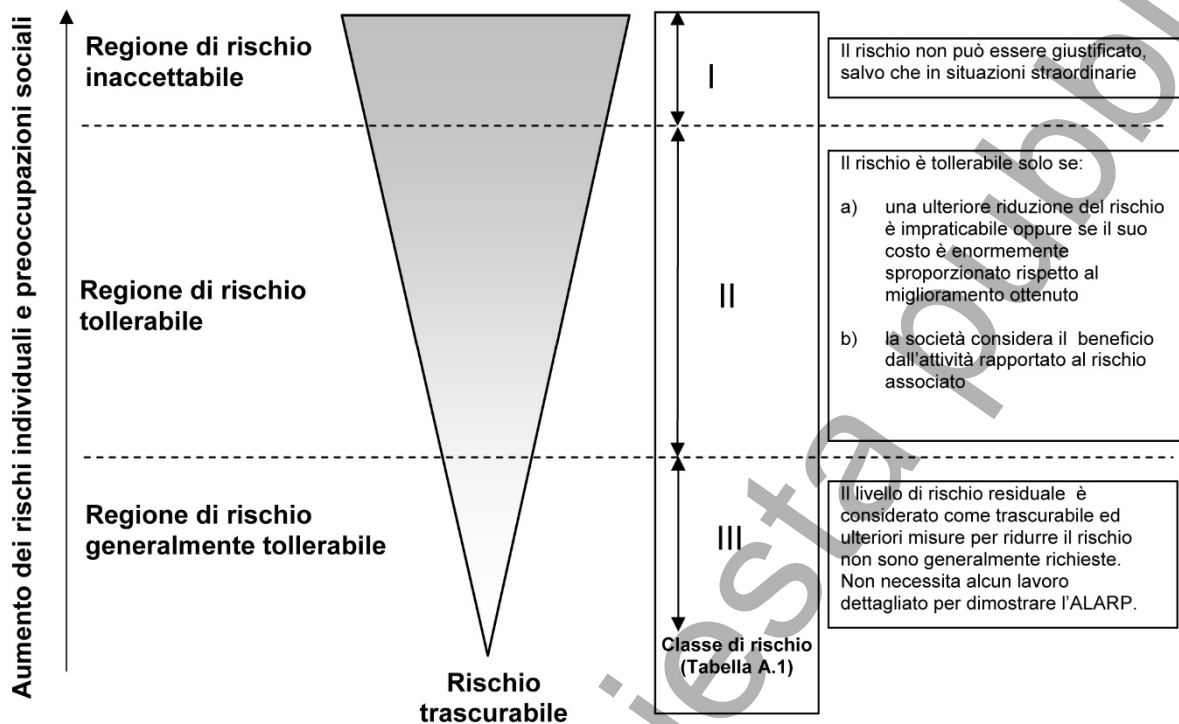 Aumento dei rischi individuali e preoccupazioni sociali
Regione di rischio
inaccettabile
I
Il rischio non può essere giustificato,
salvo che in situazioni straordinarie
Regione di rischio
tollerabile
II
Il rischio è tollerabile solo se:
a) una ulteriore riduzione del rischio
è impraticabile oppure se il suo
costo è enormemente
sproporzionato rispetto al
miglioramento ottenuto
b) la società considera il beneficio
dall'attività rapportato al rischio
associato
Regione di rischio
generalmente tollerabile
III
Il livello di rischio residuale è
considerato come trascurabile ed
ulteriori misure per ridurre il rischio
non sono generalmente richieste.
Non necessita alcun lavoro
dettagliato per dimostrare l'ALARP.
Classe di rischio
(Tabella A.1)
Rischio
trascurabile
iesta pubbl